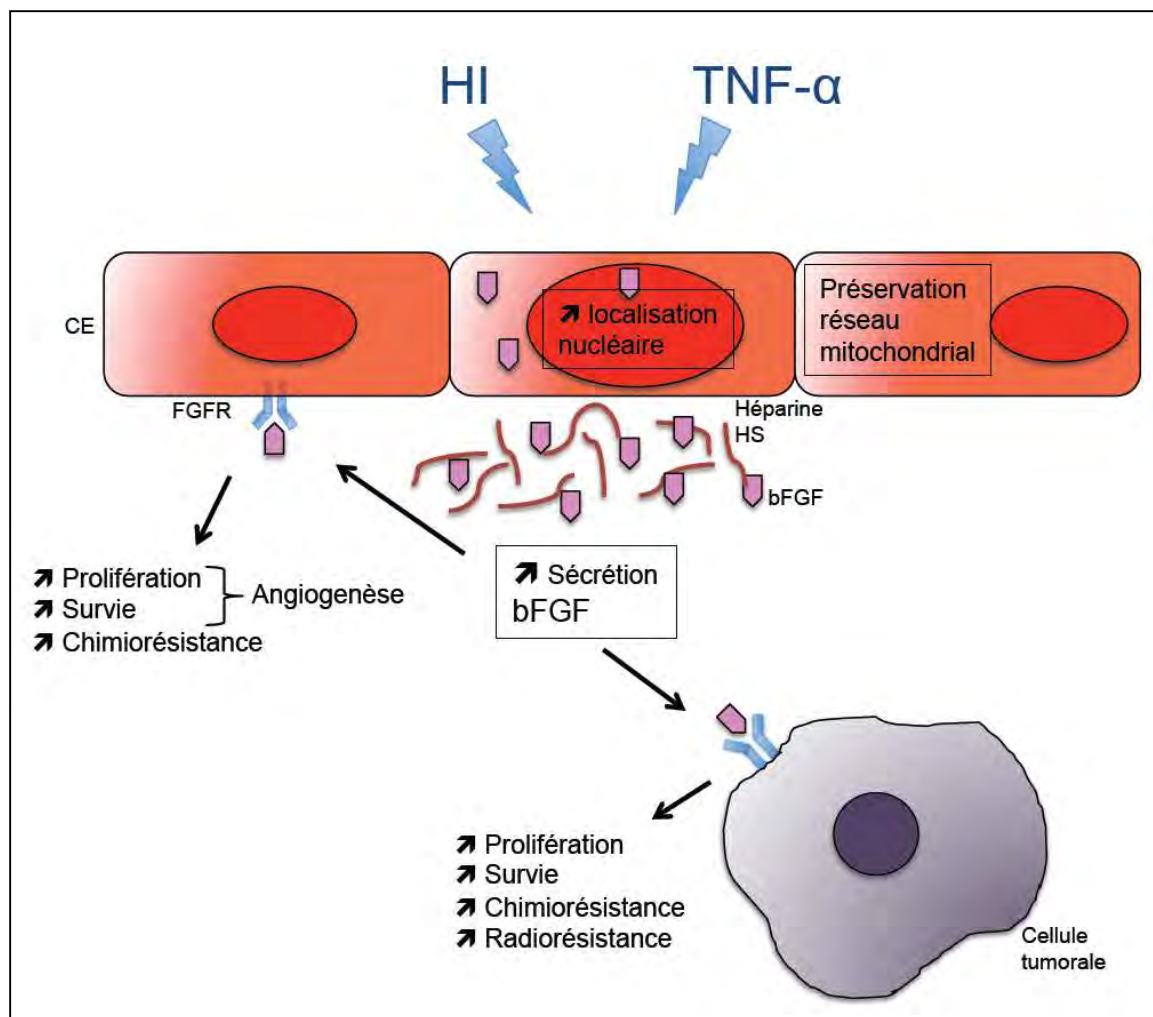 HI
TNF-α
CE
↗ localisation
nucléaire
Préservation
réseau
mitochondrial
FGFR
Héparine
HS
bFGF
↗ Prolifération
↗ Survie
Angiogenèse
↗ Chimiorésistance
↗ Sécrétion
bFGF
↗ Prolifération
↗ Survie
↗ Chimiorésistance
↗ Radiorésistance
Cellule
tumorale